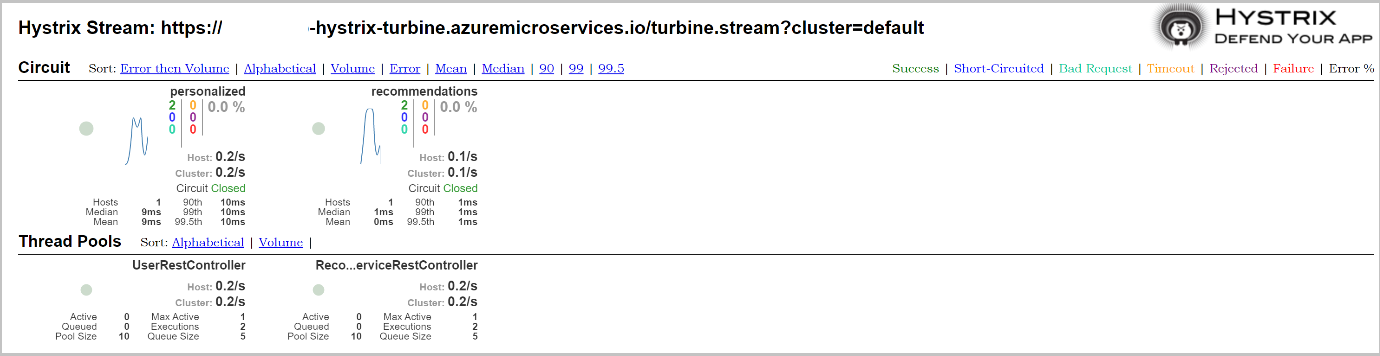 Hystrix Stream: https:// -hystrix-turbine.azuremicroservices.io/turbine.stream?cluster=default
HYSTRIX
DEFEND YOUR APP
Circuit Sort: Error then Volume | Alphabetical | Volume | Error | Mean | Median | 90 | 99 | 99.5
Success | Short-Circuited | Bad Request | Timeout | Rejected | Failure | Error %
personalized
2 0 0.0 %
0 0
0 0
Host: 0.2/s
Cluster: 0.2/s
Circuit Closed
Hosts 1 90th 10ms
Median 9ms 99th 10ms
Mean 9ms 99.5th 10ms
recommendations
2 0 0.0 %
0 0
0 0
Host: 0.1/s
Cluster: 0.1/s
Circuit Closed
Hosts 1 90th 1ms
Median 1ms 99th 1ms
Mean 0ms 99.5th 1ms
Thread Pools Sort: Alphabetical | Volume |
UserRestController
Host: 0.2/s
Cluster: 0.2/s
Active 0 Max Active 1
Queued 0 Executions 2
Pool Size 10 Queue Size 5
Reco...erviceRestController
Host: 0.2/s
Cluster: 0.2/s
Active 0 Max Active 1
Queued 0 Executions 2
Pool Size 10 Queue Size 5